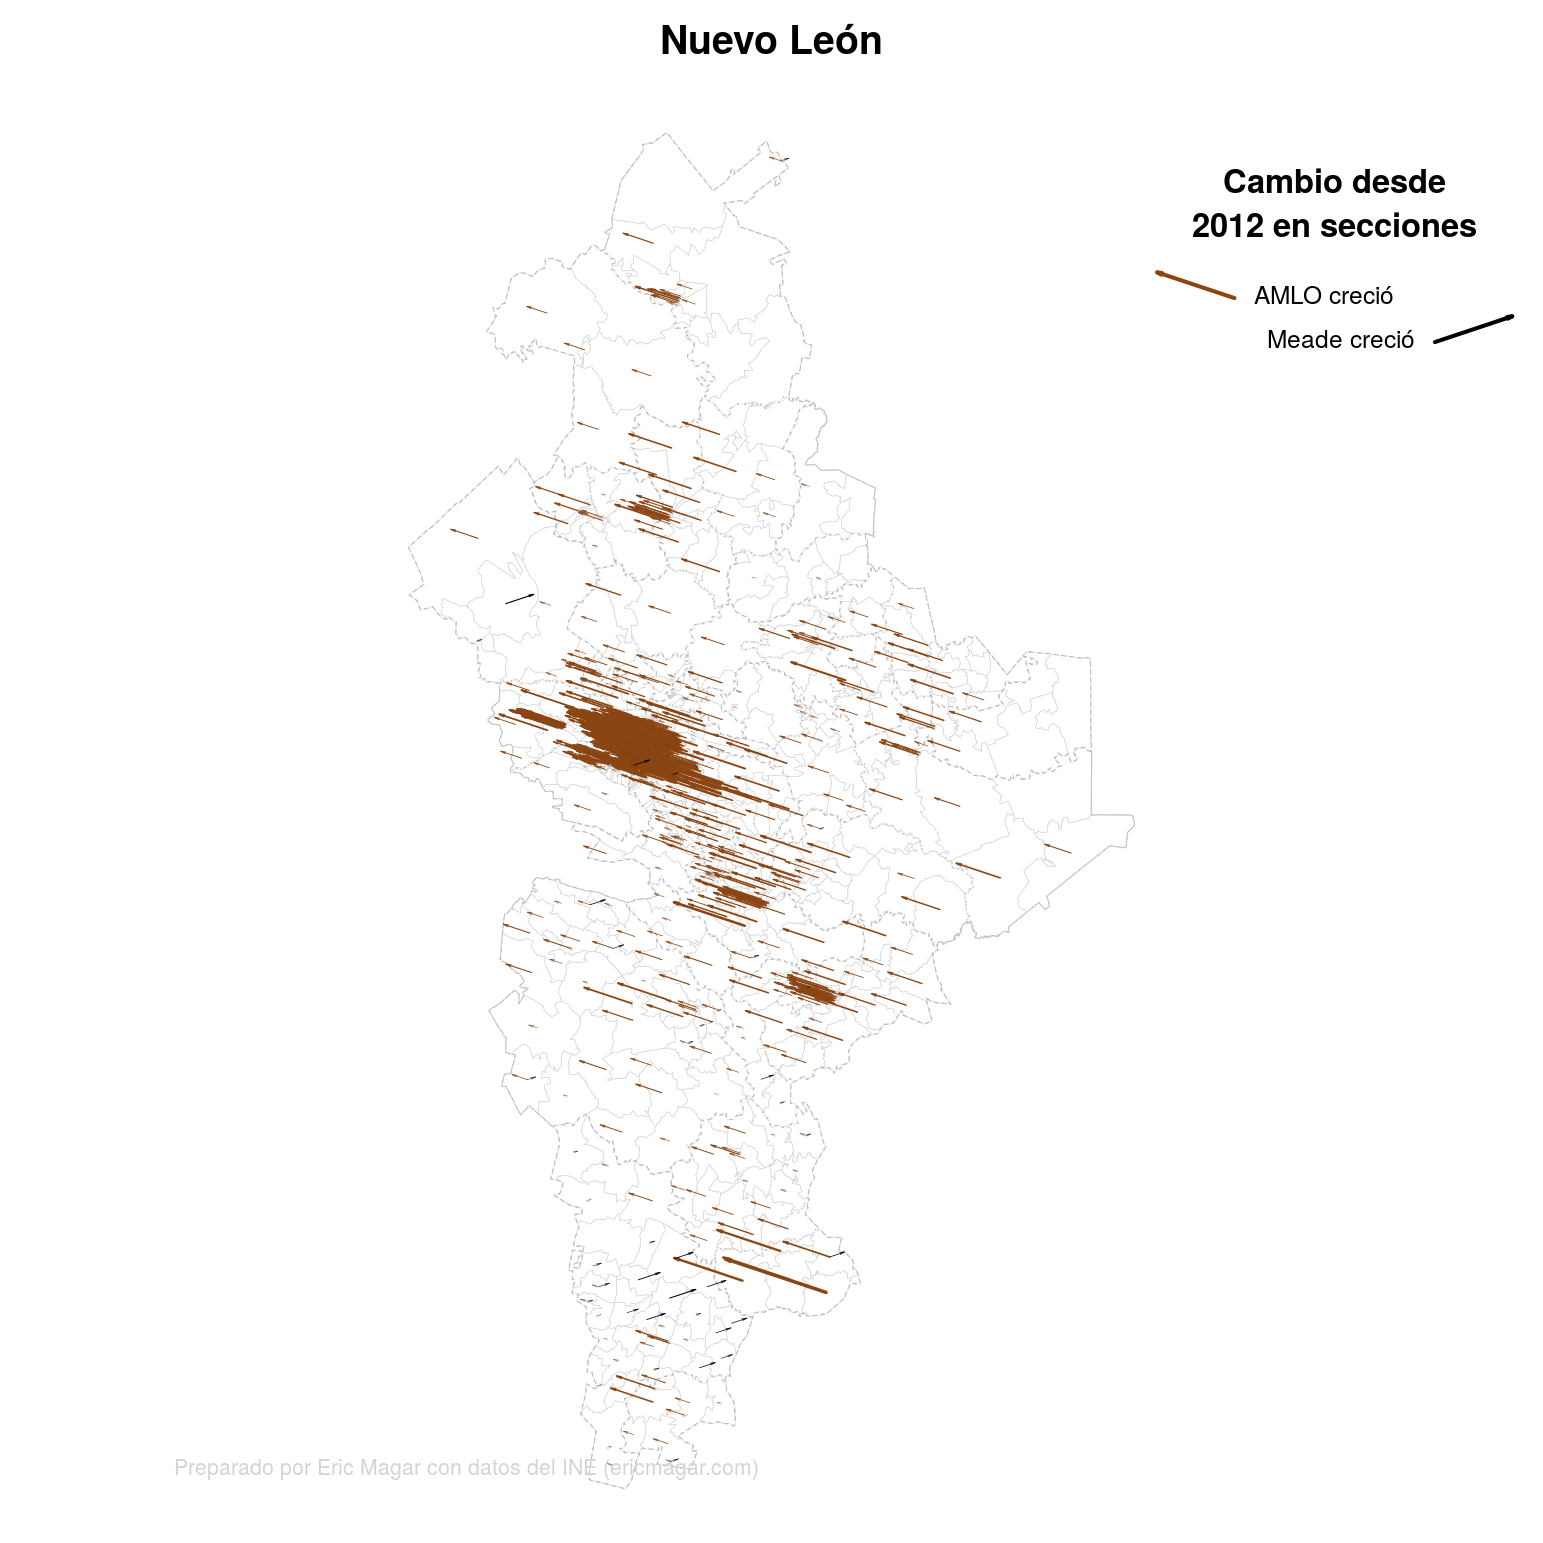 Nuevo León
Cambio desde
2012 en secciones
AMLO creció
Meade creció
Preparado por Eric Magar con datos del INE (ericmagar.com)